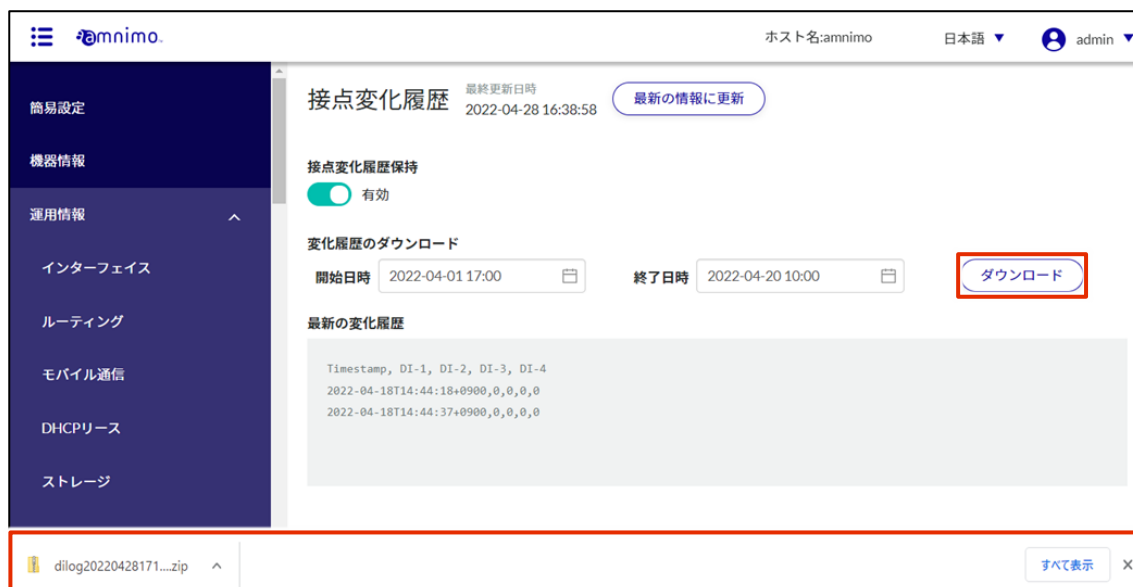 amnimo
ホスト名:amnimo
日本語 ▼
admin ▼
簡易設定
機器情報
運用情報
インターフェイス
ルーティング
モバイル通信
DHCPリース
ストレージ
接点変化履歴
最終更新日時
2022-04-28 16:38:58
最新の情報に更新
接点変化履歴保持
有効
変化履歴のダウンロード
開始日時 2022-04-01 17:00 終了日時 2022-04-20 10:00 ダウンロード
最新の変化履歴
Timestamp, DI-1, DI-2, DI-3, DI-4
2022-04-18T14:44:18+0900,0,0,0,0
2022-04-18T14:44:37+0900,0,0,0,0
dilog20220428171....zip
すべて表示 X